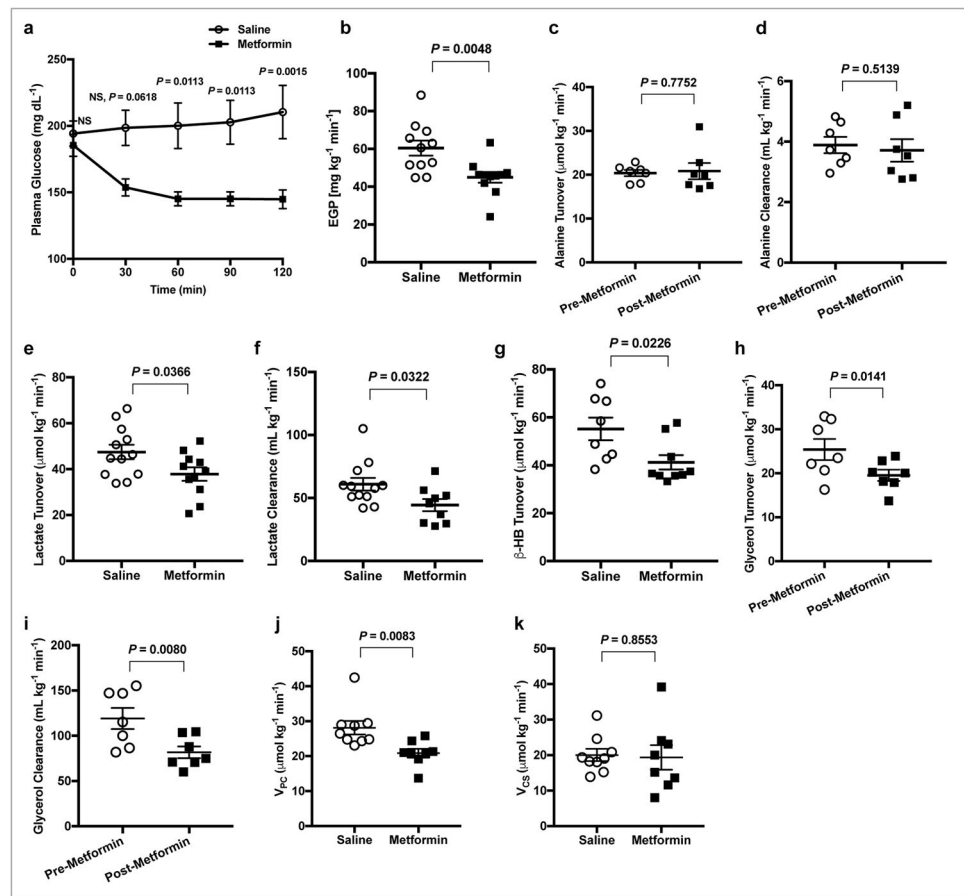 a
Saline
Metformin
Plasma Glucose (mg dL⁻¹)
250
200
150
100
NS
NS, P = 0.0618
P = 0.0113
P = 0.0113
P = 0.0015
0
30
60
90
120
Time (min)
b
P = 0.0048
EGP [mg kg⁻¹ min⁻¹)
100
80
60
40
20
0
Saline
Metformin
c
P = 0.7752
Alanine Tunover (µmol kg⁻¹ min⁻¹)
40
30
20
10
0
Pre-Metformin
Post-Metformin
d
P = 0.5139
Alanine Clearance (mL kg⁻¹ min⁻¹)
6
4
2
0
Pre-Metformin
Post-Metformin
e
P = 0.0366
Lactate Tunover (µmol kg⁻¹ min⁻¹)
80
60
40
20
0
Saline
Metformin
f
P = 0.0322
Lactate Clearance (mL kg⁻¹ min⁻¹)
150
100
50
0
Saline
Metformin
g
P = 0.0226
β-HB Tunover (µmol kg⁻¹ min⁻¹)
80
60
40
20
0
Saline
Metformin
h
P = 0.0141
Glycerol Turnover (µmol kg⁻¹ min⁻¹)
40
30
20
10
0
Pre-Metformin
Post-Metformin
i
P = 0.0080
Glycerol Clearance (mL kg⁻¹ min⁻¹)
200
150
100
50
0
Pre-Metformin
Post-Metformin
j
P = 0.0083
V_PC (µmol kg⁻¹ min⁻¹)
50
40
30
20
10
0
Saline
Metformin
k
P = 0.8553
V_CS (µmol kg⁻¹ min⁻¹)
50
40
30
20
10
0
Saline
Metformin